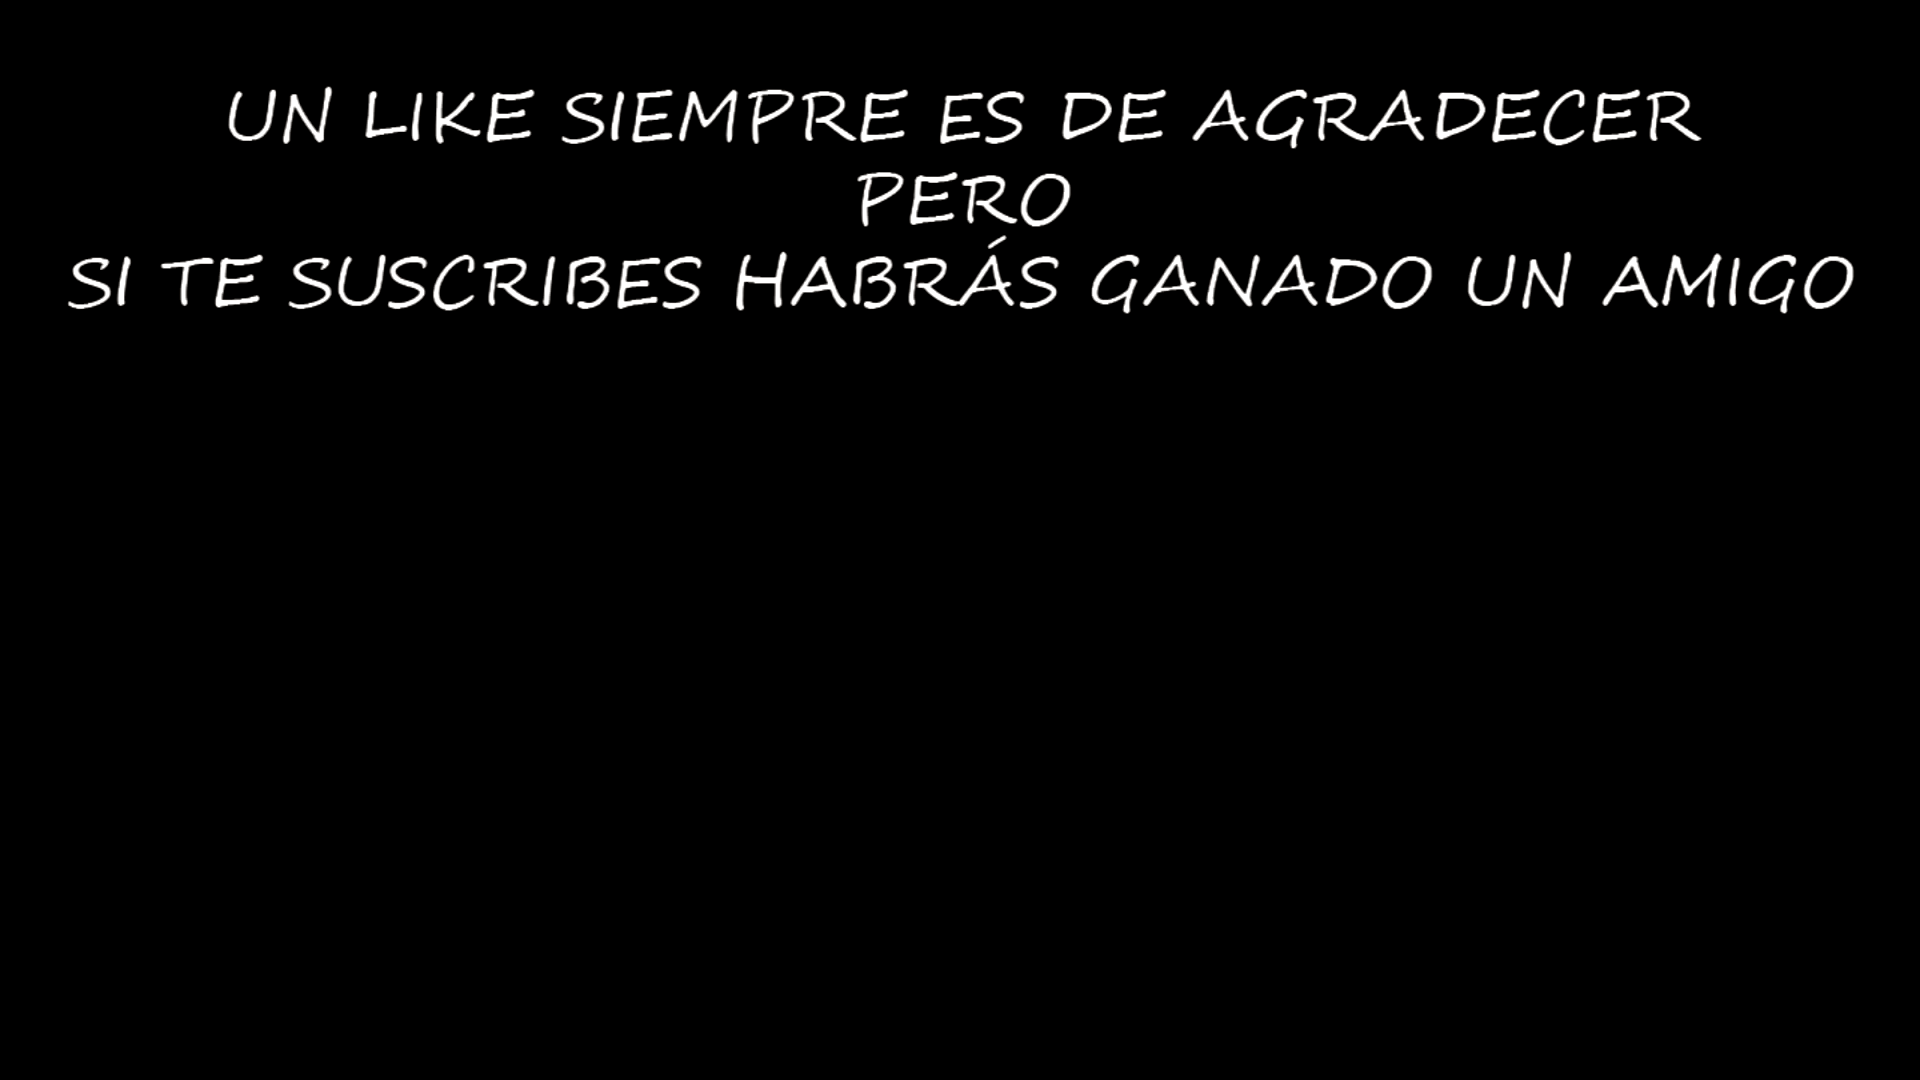 UN LIKE SIEMPRE ES DE AGRADECER
PERO
SI TE SUSCRIBES HABRÁS GANADO UN AMIGO